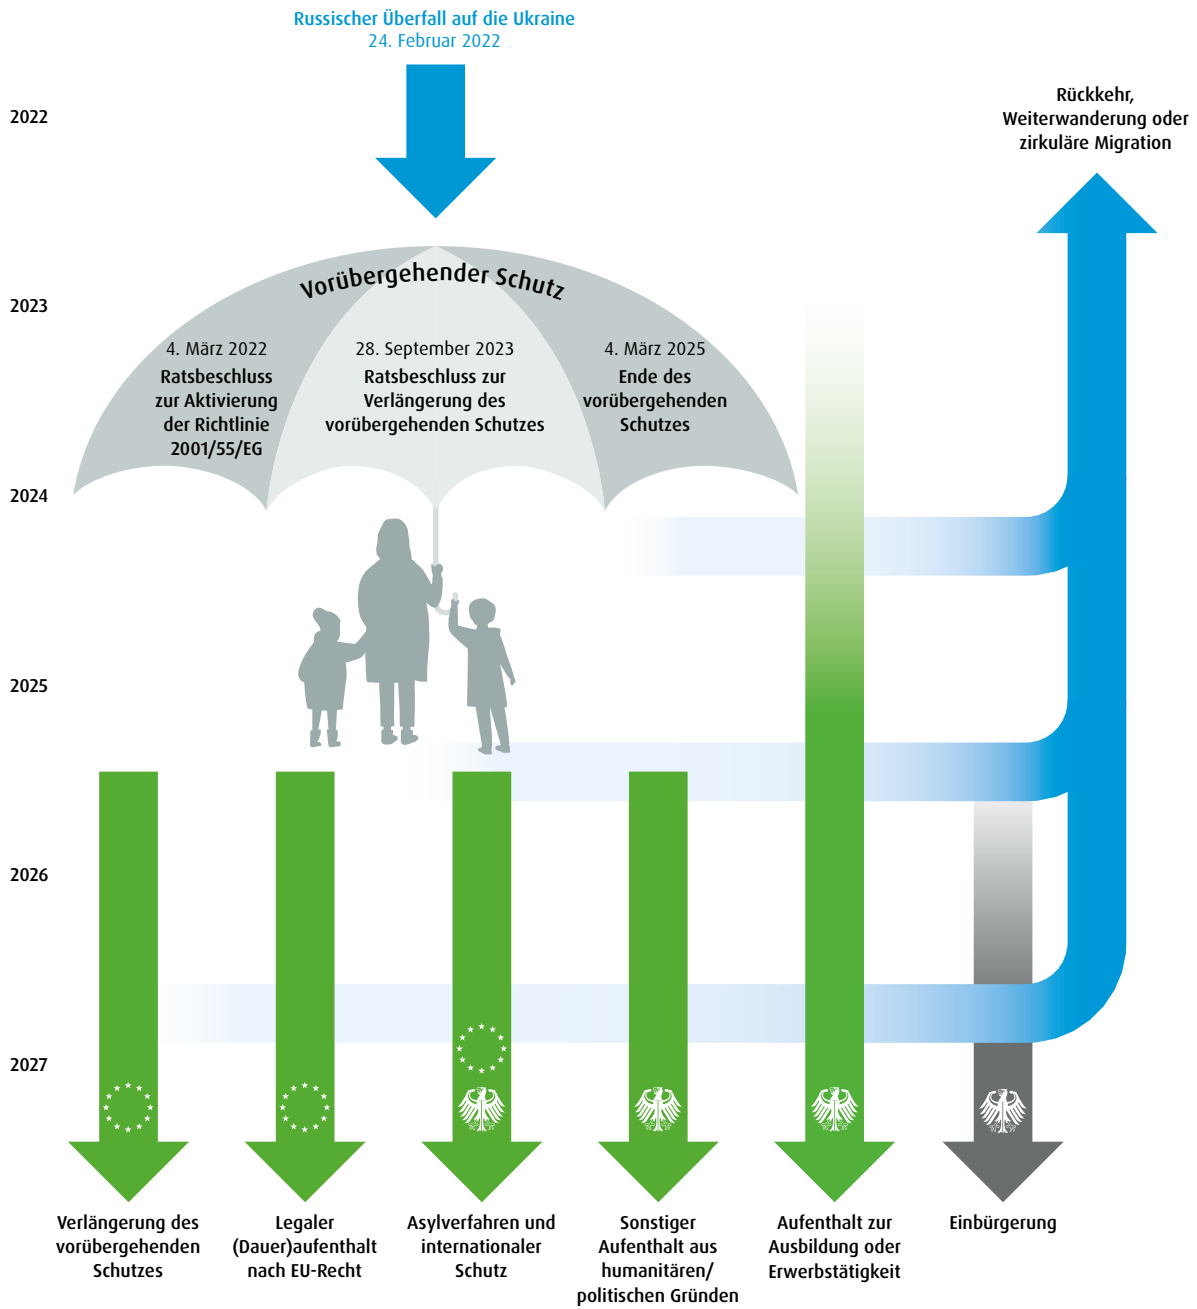 Russischer Überfall auf die Ukraine
24. Februar 2022
2022
Rückkehr,
Weiterwanderung oder
zirkuläre Migration
Vorübergehender Schutz
2023
4. März 2022
Ratsbeschluss
zur Aktivierung
der Richtlinie
2001/55/EG
28. September 2023
Ratsbeschluss zur
Verlängerung des
vorübergehenden Schutzes
4. März 2025
Ende des
vorübergehenden
Schutzes
2024
2025
2026
2027
Verlängerung des
vorübergehenden
Schutzes
Legaler
(Dauer)aufenthalt
nach EU-Recht
Asylverfahren und
internationaler
Schutz
Sonstiger
Aufenthalt aus
humanitären/
politischen Gründen
Aufenthalt zur
Ausbildung oder
Erwerbstätigkeit
Einbürgerung